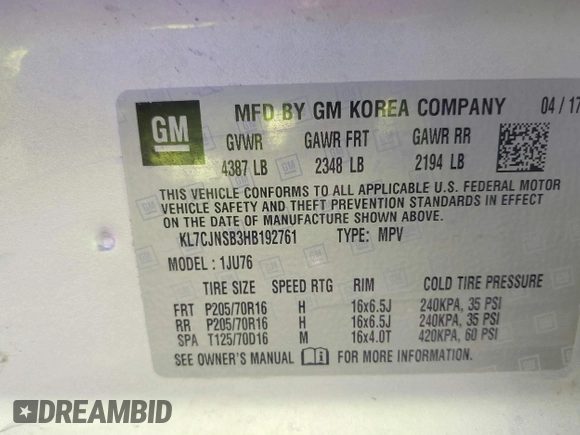 GM
MFD BY GM KOREA COMPANY 04 / 17
GVWR GAWR FRT GAWR RR
4387 LB 2348 LB 2194 LB
THIS VEHICLE CONFORMS TO ALL APPLICABLE U.S. FEDERAL MOTOR
VEHICLE SAFETY AND THEFT PREVENTION STANDARDS IN EFFECT
ON THE DATE OF MANUFACTURE SHOWN ABOVE.
KL7CJNSB3HB192761 TYPE: MPV
MODEL : 1JU76
TIRE SIZE SPEED RTG RIM COLD TIRE PRESSURE
FRT P205/70R16 H 16x6.5J 240KPA, 35 PSI
RR P205/70R16 H 16x6.5J 240KPA, 35 PSI
SPA T125/70D16 M 16x4.0T 420KPA, 60 PSI
SEE OWNER'S MANUAL FOR MORE INFORMATION.
DREAMBID